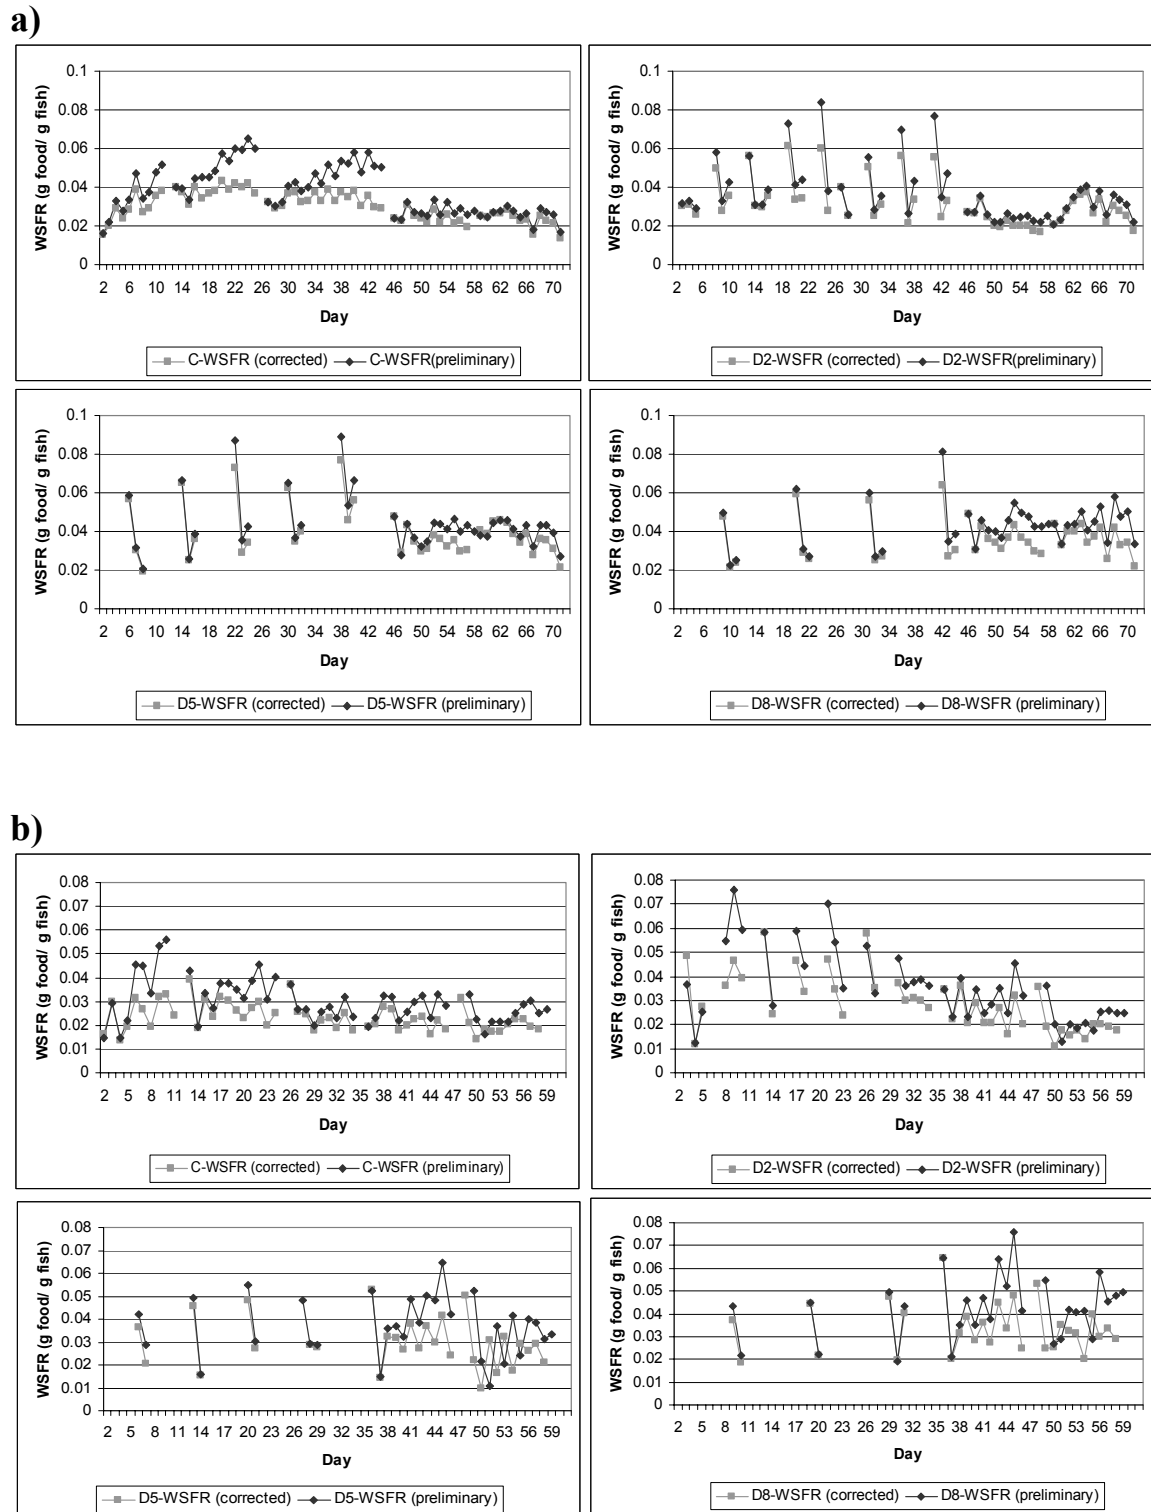 a)
WSFR (g food/ g fish)
0.1
0.08
0.06
0.04
0.02
0
2 6 10 14 18 22 26 30 34 38 42 46 50 54 58 62 66 70
Day
C-WSFR (corrected) C-WSFR(preliminary)
WSFR (g food/ g fish)
0.1
0.08
0.06
0.04
0.02
0
2 6 10 14 18 22 26 30 34 38 42 46 50 54 58 62 66 70
Day
D2-WSFR (corrected) D2-WSFR(preliminary)
WSFR (g food/ g fish)
0.1
0.08
0.06
0.04
0.02
0
2 6 10 14 18 22 26 30 34 38 42 46 50 54 58 62 66 70
Day
D5-WSFR (corrected) D5-WSFR (preliminary)
WSFR (g food/ g fish)
0.1
0.08
0.06
0.04
0.02
0
2 6 10 14 18 22 26 30 34 38 42 46 50 54 58 62 66 70
Day
D8-WSFR (corrected) D8-WSFR (preliminary)
b)
WSFR (g food/ g fish)
0.08
0.07
0.06
0.05
0.04
0.03
0.02
0.01
0
2 5 8 11 14 17 20 23 26 29 32 35 38 41 44 47 50 53 56 59
Day
C-WSFR (corrected) C-WSFR (preliminary)
WSFR (g food/ g fish)
0.08
0.07
0.06
0.05
0.04
0.03
0.02
0.01
0
2 5 8 11 14 17 20 23 26 29 32 35 38 41 44 47 50 53 56 59
Day
D2-WSFR (corrected) D2-WSFR (preliminary)
WSFR (g food/ g fish)
0.08
0.07
0.06
0.05
0.04
0.03
0.02
0.01
0
2 5 8 11 14 17 20 23 26 29 32 35 38 41 44 47 50 53 56 59
Day
D5-WSFR (corrected) D5-WSFR (preliminary)
WSFR (g food/ g fish)
0.08
0.07
0.06
0.05
0.04
0.03
0.02
0.01
0
2 5 8 11 14 17 20 23 26 29 32 35 38 41 44 47 50 53 56 59
Day
D8-WSFR (corrected) D8-WSFR (preliminary)